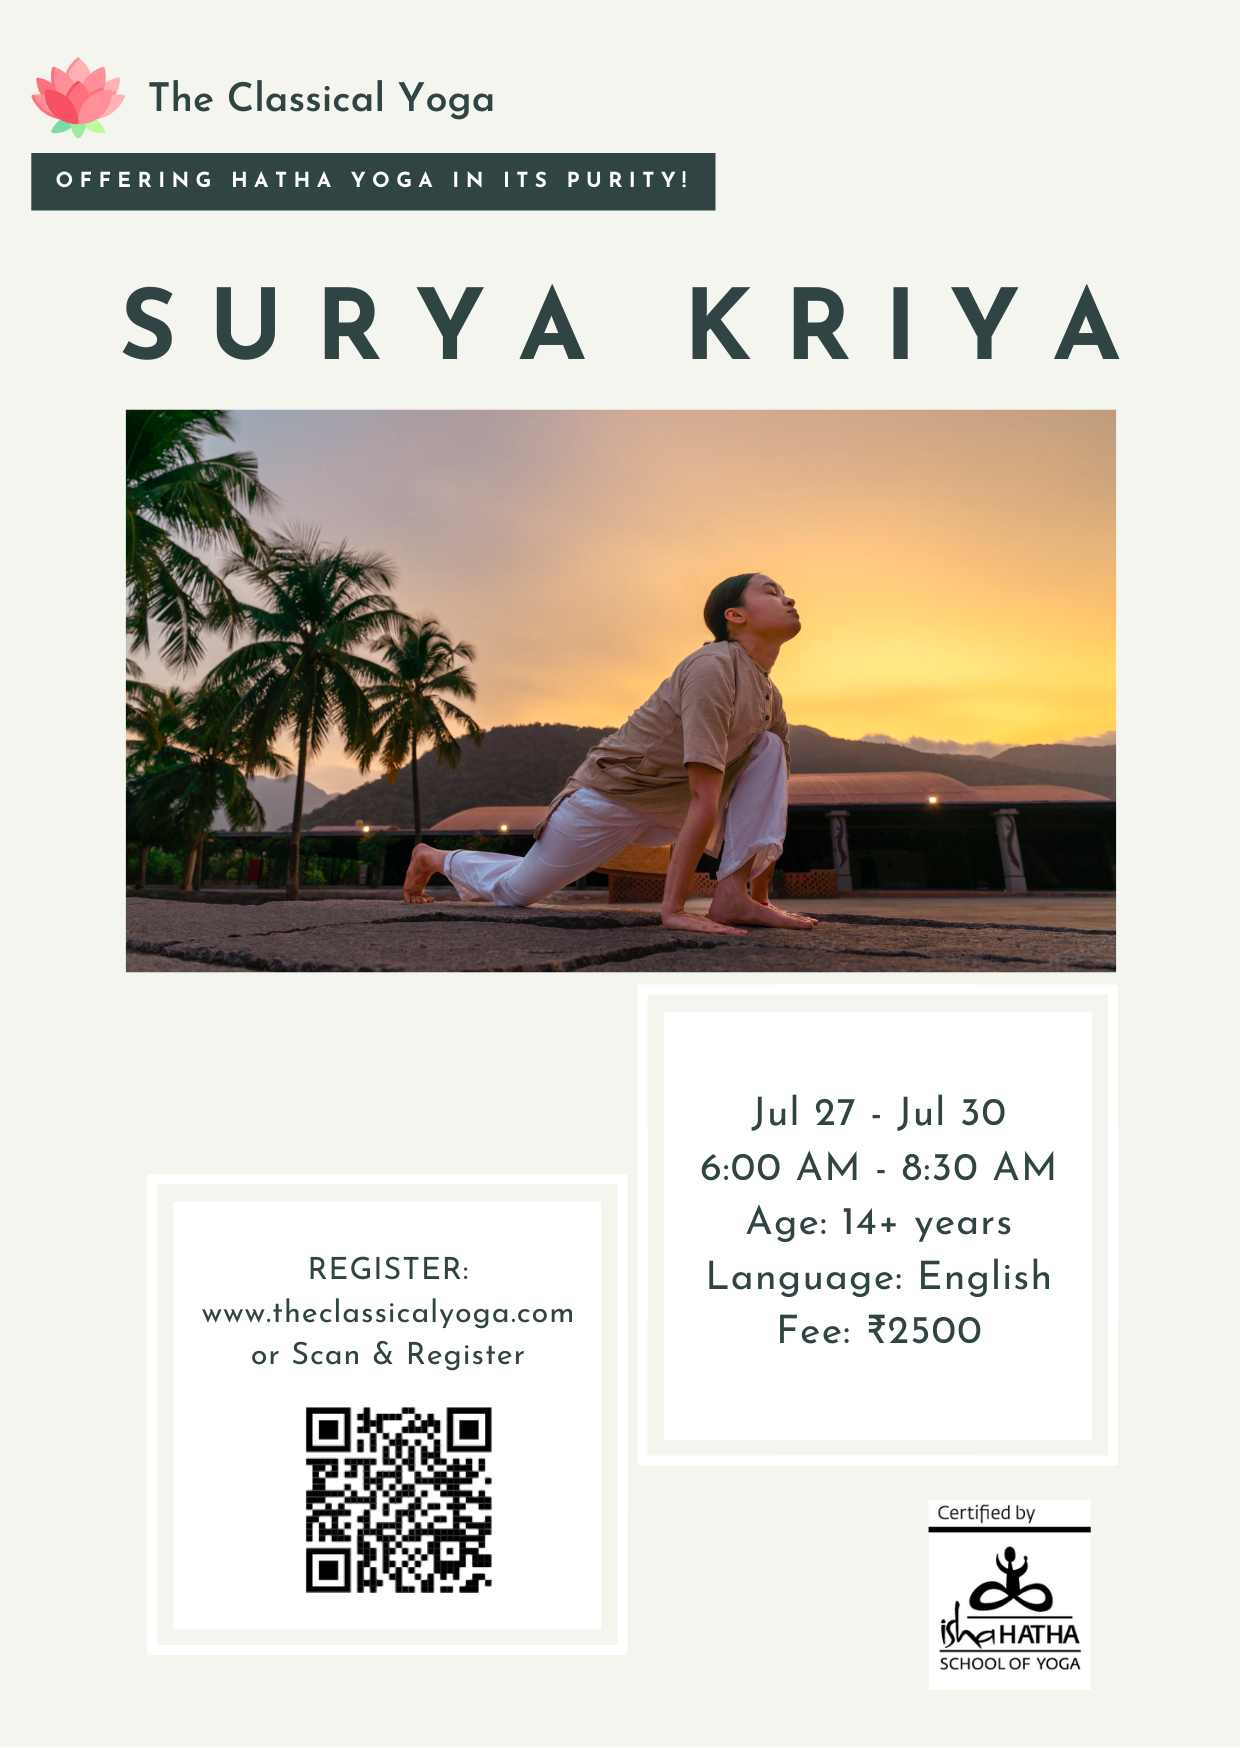 The Classical Yoga
OFFERING HATHA YOGA IN ITS PURITY!
SURYA KRIYA
Jul 27 - Jul 30
6:00 AM - 8:30 AM
Age: 14+ years
Language: English
Fee: ₹2500
REGISTER:
www.theclassicalyoga.com
or Scan & Register
Certified by
isha HATHA
SCHOOL OF YOGA